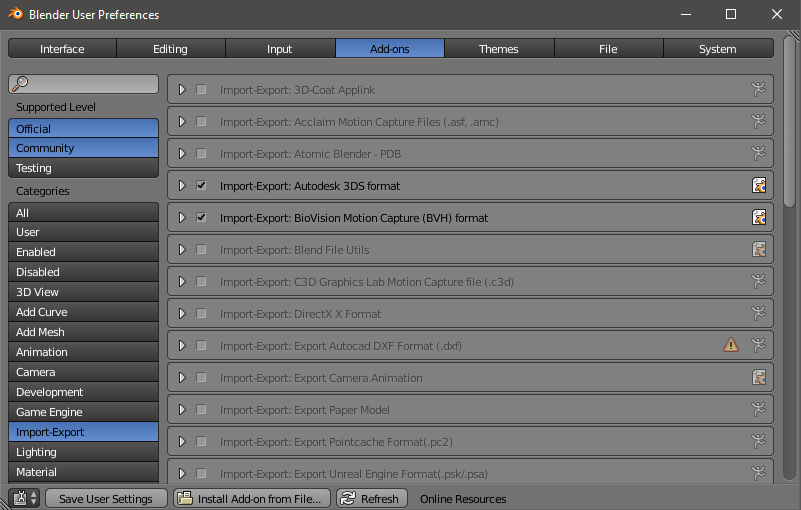 Blender User Preferences
Interface Editing Input Add-ons Themes File System
Supported Level
Official
Community
Testing
Categories
All
User
Enabled
Disabled
3D View
Add Curve
Add Mesh
Animation
Camera
Development
Game Engine
Import-Export
Lighting
Material
Import-Export: 3D-Coat Applink
Import-Export: Acclaim Motion Capture Files (.asf, .amc)
Import-Export: Atomic Blender - PDB
Import-Export: Autodesk 3DS format
Import-Export: BioVision Motion Capture (BVH) format
Import-Export: Blend File Utils
Import-Export: C3D Graphics Lab Motion Capture file (.c3d)
Import-Export: DirectX X Format
Import-Export: Export Autocad DXF Format (.dxf)
Import-Export: Export Camera Animation
Import-Export: Export Paper Model
Import-Export: Export Pointcache Format(.pc2)
Import-Export: Export Unreal Engine Format(.psk/.psa)
Save User Settings Install Add-on from File... Refresh Online Resources